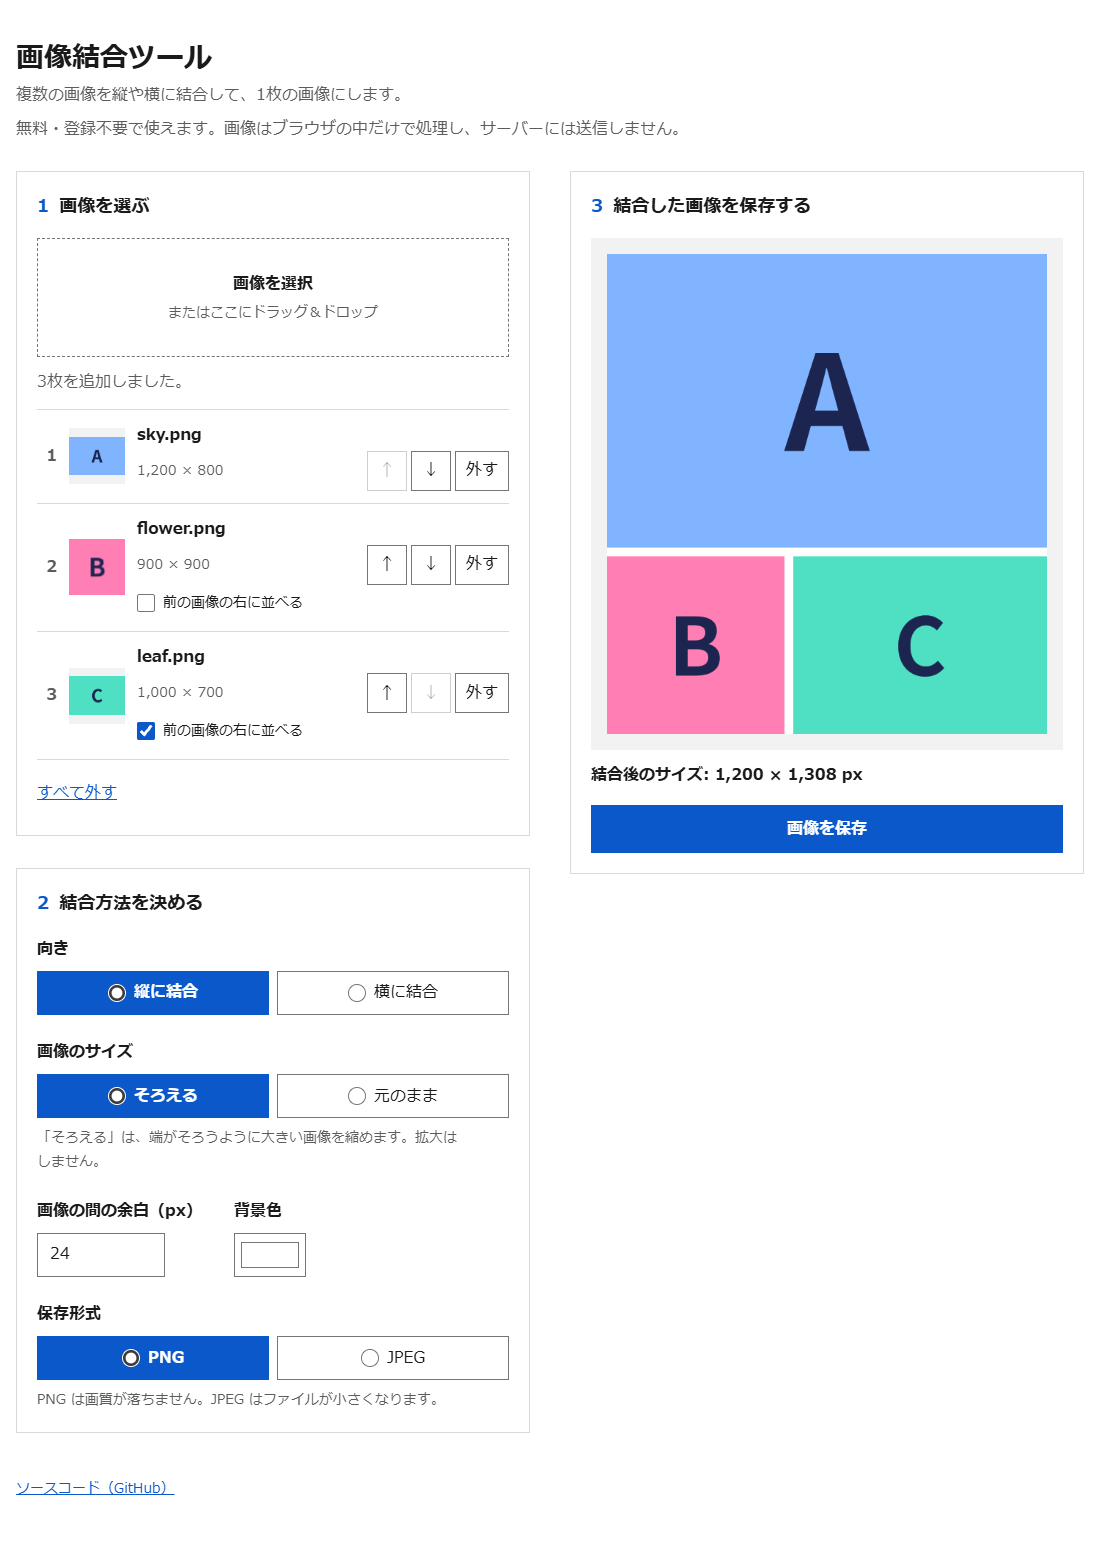 画像結合ツール
複数の画像を縦や横に結合して、1枚の画像にします。
無料・登録不要で使えます。画像はブラウザの中だけで処理し、サーバーには送信しません。
1 画像を選ぶ
画像を選択
またはここにドラッグ＆ドロップ
3枚を追加しました。
1 A sky.png
1,200 × 800 ↑ ↓ 外す
2 B flower.png
900 × 900 ↑ ↓ 外す
前の画像の右に並べる
3 C leaf.png
1,000 × 700 ↑ ↓ 外す
前の画像の右に並べる
すべて外す
2 結合方法を決める
向き
縦に結合 横に結合
画像のサイズ
そろえる 元のまま
「そろえる」は、端がそろうように大きい画像を縮めます。拡大は
しません。
画像の間の余白（px） 背景色
24
保存形式
PNG JPEG
PNG は画質が落ちません。JPEG はファイルが小さくなります。
3 結合した画像を保存する
A
B C
結合後のサイズ: 1,200 × 1,308 px
画像を保存
ソースコード（GitHub）